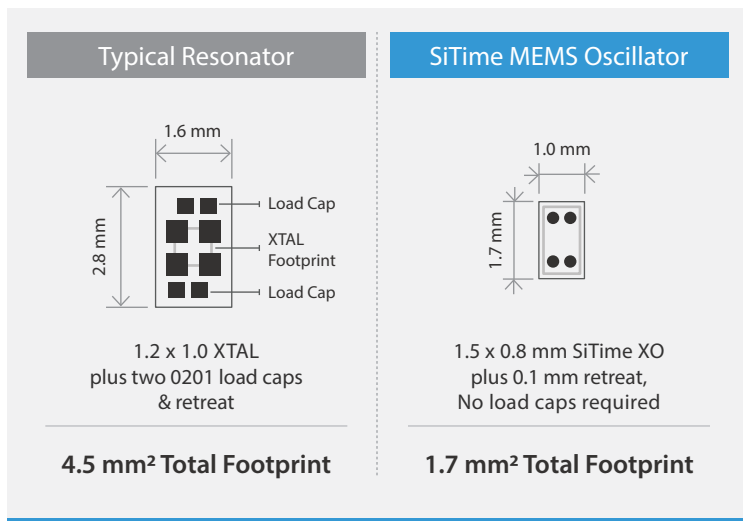 Typical Resonator
1.6 mm
2.8 mm
Load Cap
XTAL
Footprint
Load Cap
1.2 x 1.0 XTAL
plus two 0201 load caps
& retreat
4.5 mm² Total Footprint
SiTime MEMS Oscillator
1.0 mm
1.7 mm
1.5 x 0.8 mm SiTime XO
plus 0.1 mm retreat,
No load caps required
1.7 mm² Total Footprint